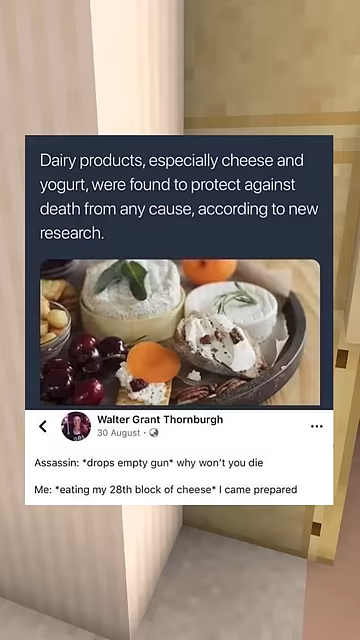 Dairy products, especially cheese and
yogurt, were found to protect against
death from any cause, according to new
research.
Walter Grant Thornburgh
30 August ·
Assassin: *drops empty gun* why won't you die
Me: *eating my 28th block of cheese* I came prepared